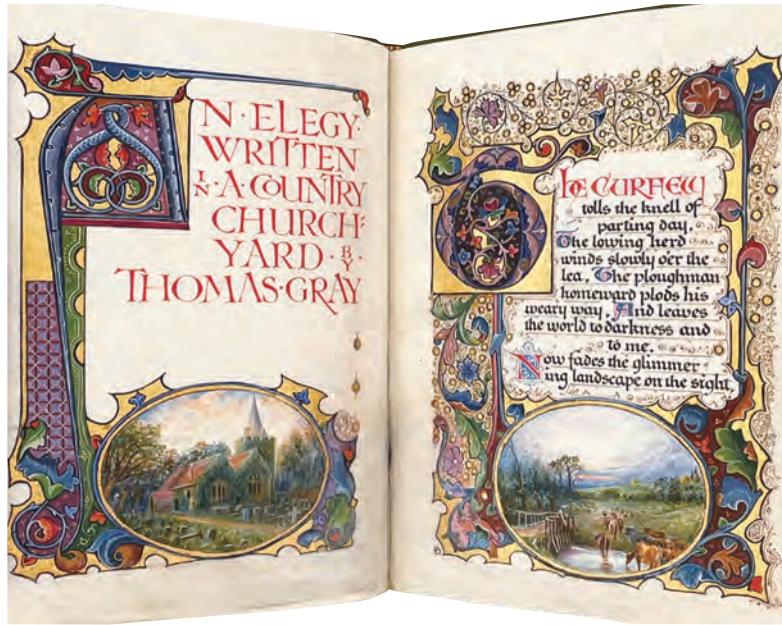 AN·ELEGY·
WRITTEN
IN·A·COUNTRY
CHURCH:
YARD·BY
THOMAS·GRAY
The CURFEW
tolls the knell of
parting day.
The lowing herd
winds slowly o'er the
lea. The ploughman
homeward plods his
weary way. And leaves
the world to darkness and
to me.
Now fades the glimmer
ing landscape on the sight,